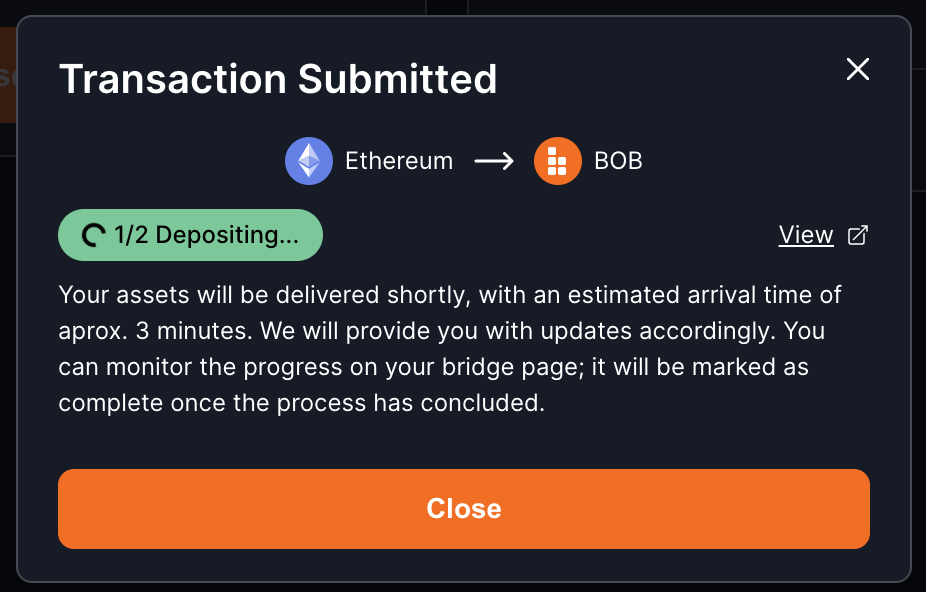 Transaction Submitted
Ethereum → BOB
1/2 Depositing...
View
Your assets will be delivered shortly, with an estimated arrival time of
aprox. 3 minutes. We will provide you with updates accordingly. You
can monitor the progress on your bridge page; it will be marked as
complete once the process has concluded.
Close